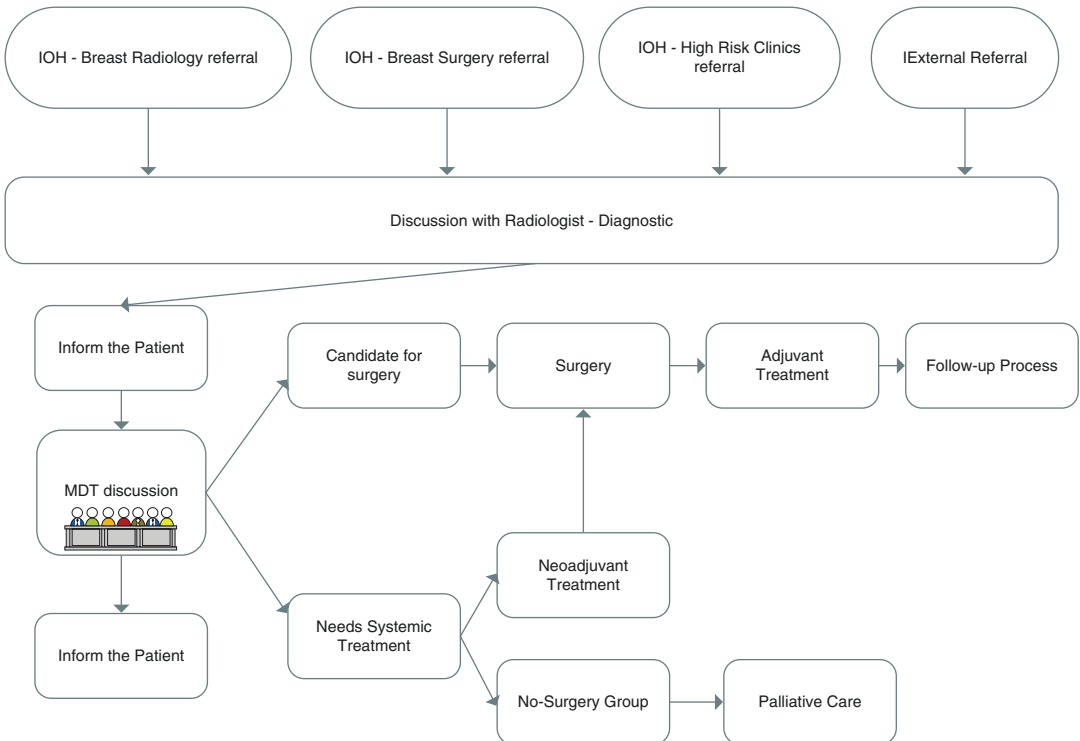 IOH - Breast Radiology referral
IOH - Breast Surgery referral
IOH - High Risk Clinics
referral
IExternal Referral
Discussion with Radiologist - Diagnostic
Inform the Patient
Candidate for
surgery
Surgery
Adjuvant
Treatment
Follow-up Process
MDT discussion
Neoadjuvant
Treatment
Needs Systemic
Treatment
Inform the Patient
No-Surgery Group
Palliative Care